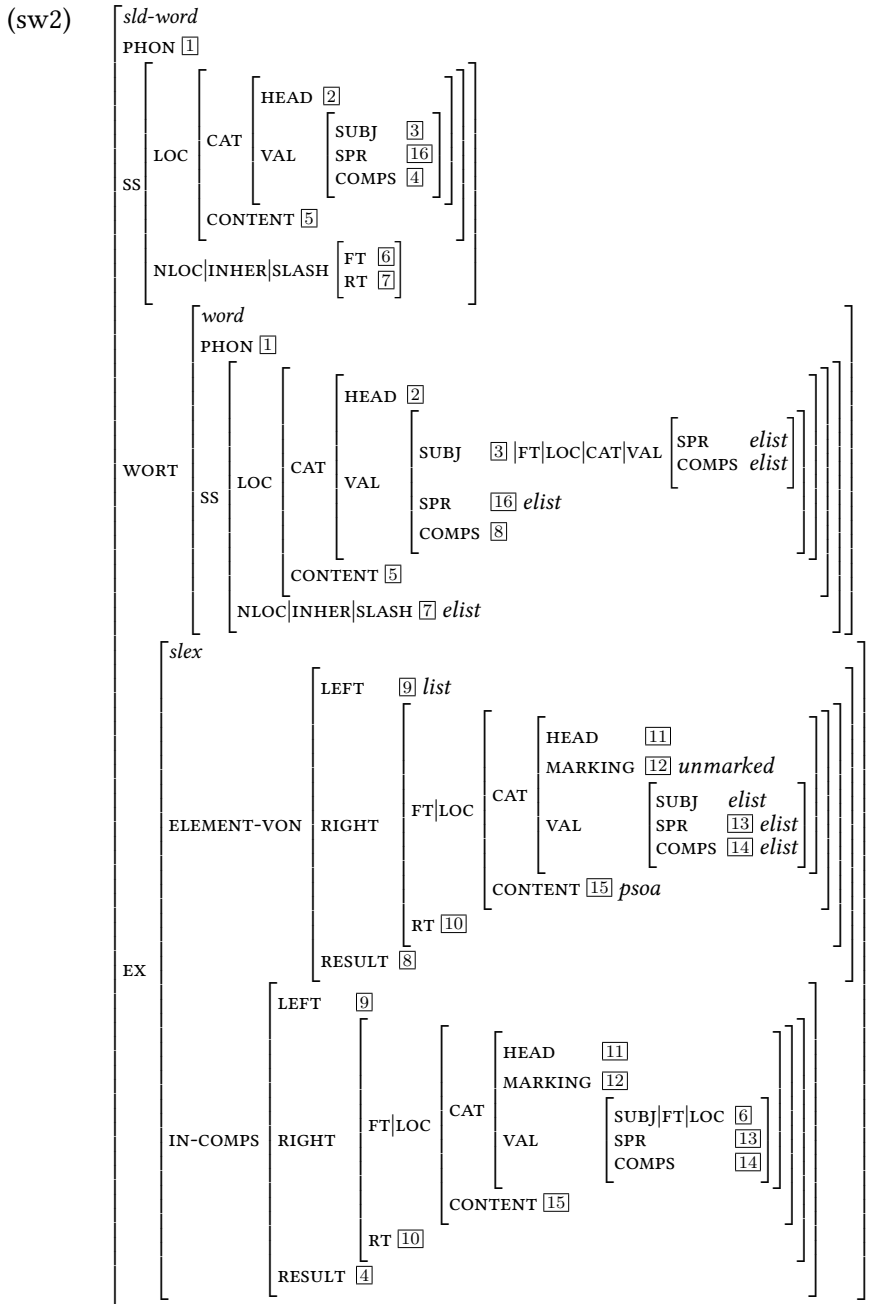 (sw2)
sld-word
PHON 1
HEAD 2
SUBJ 3
CAT
VAL
SPR 16
LOC
COMPS 4
SS
CONTENT 5
NLOC|INHER|SLASH
FT 6
RT 7
word
PHON 1
HEAD 2
SUBJ 3 |FT|LOC|CAT|VAL
SPR elist
COMPS elist
CAT
VAL
WORT
SS
LOC
SPR 16 elist
COMPS 8
CONTENT 5
NLOC|INHER|SLASH 7 elist
slex
LEFT 9 list
HEAD 11
MARKING 12 unmarked
CAT
SUBJ elist
ELEMENT-VON
RIGHT
FT|LOC
VAL
SPR 13 elist
COMPS 14 elist
CONTENT 15 psoa
RT 10
RESULT 8
EX
LEFT 9
HEAD 11
MARKING 12
CAT
SUBJ|FT|LOC 6
IN-COMPS
RIGHT
FT|LOC
VAL
SPR 13
COMPS 14
CONTENT 15
RT 10
RESULT 4